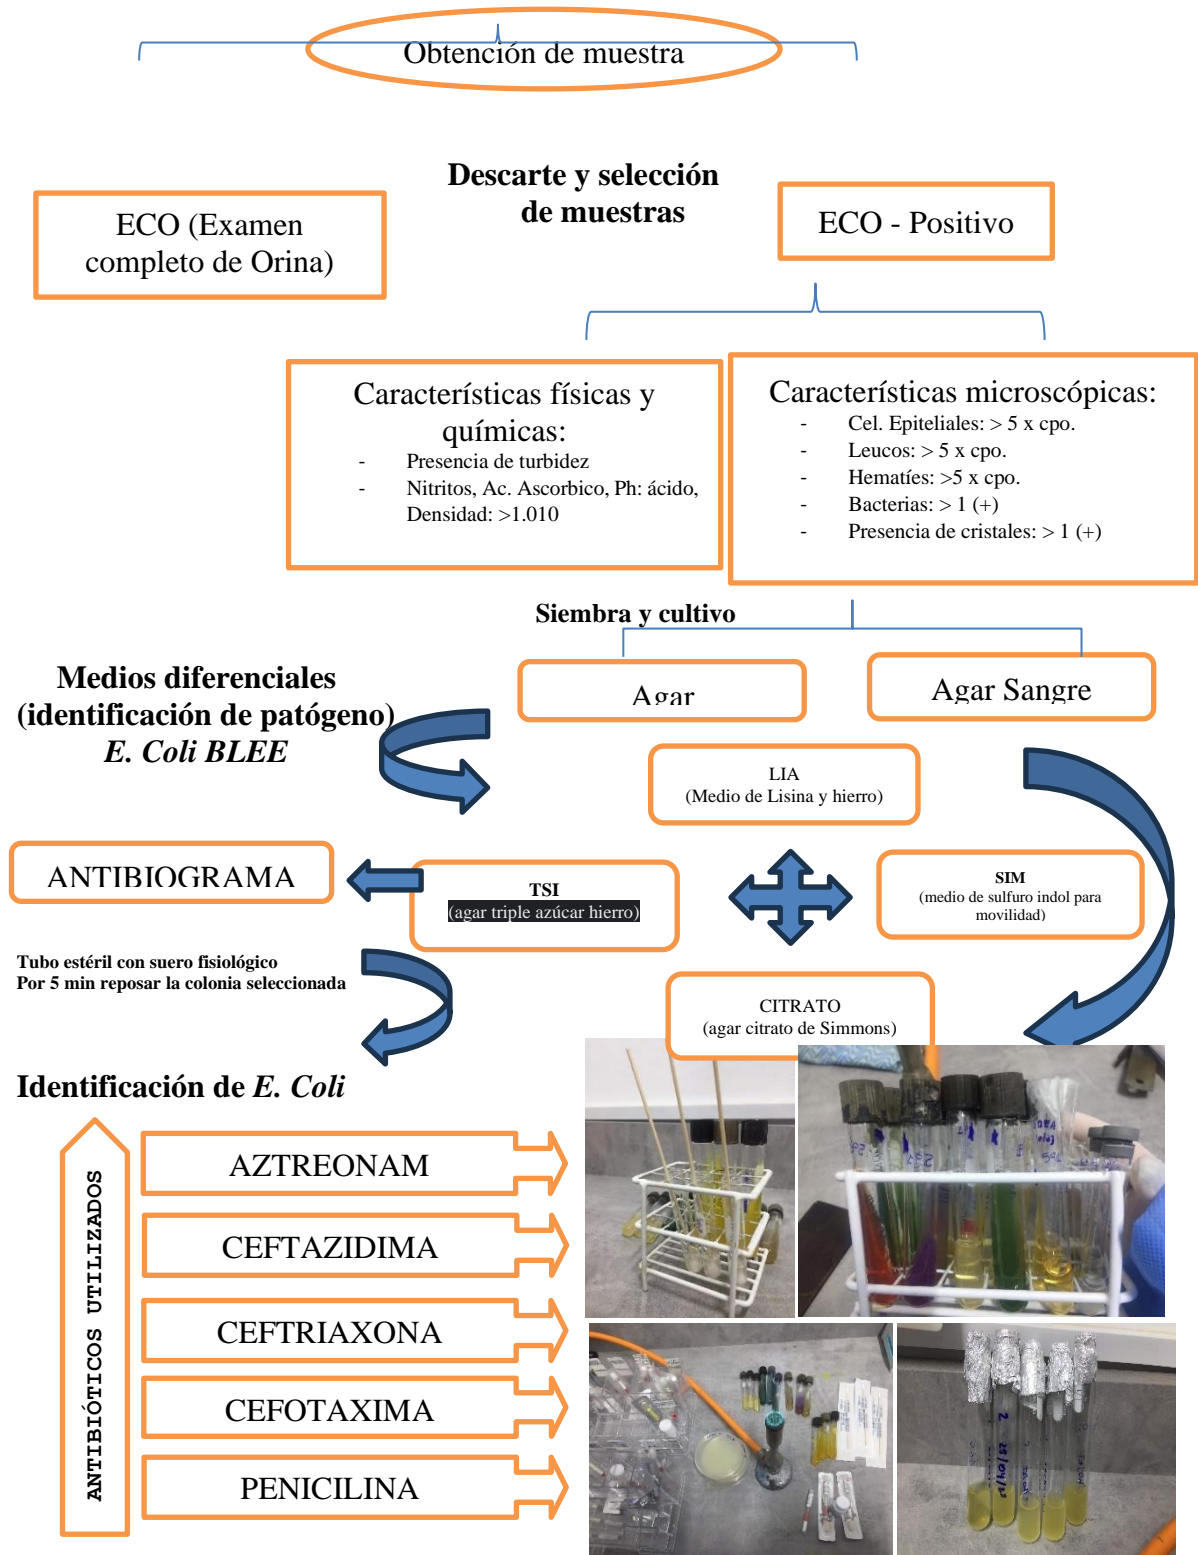 Obtención de muestra
Descarte y selección
de muestras
ECO (Examen
completo de Orina)
ECO - Positivo
Características físicas y
químicas:
- Presencia de turbidez
- Nitritos, Ac. Ascorbico, Ph: ácido,
Densidad: >1.010
Características microscópicas:
- Cel. Epiteliales: > 5 x cpo.
- Leucos: > 5 x cpo.
- Hematíes: >5 x cpo.
- Bacterias: > 1 (+)
- Presencia de cristales: > 1 (+)
Siembra y cultivo
Agar
Agar Sangre
Medios diferenciales
(identificación de patógeno)
E. Coli BLEE
LIA
(Medio de Lisina y hierro)
ANTIBIOGRAMA
TSI
(agar triple azúcar hierro)
SIM
(medio de sulfuro indol para
movilidad)
Tubo estéril con suero fisiológico
Por 5 min reposar la colonia seleccionada
CITRATO
(agar citrato de Simmons)
Identificación de E. Coli
ANTIBIÓTICOS UTILIZADOS
AZTREONAM
CEFTAZIDIMA
CEFTRIAXONA
CEFOTAXIMA
PENICILINA